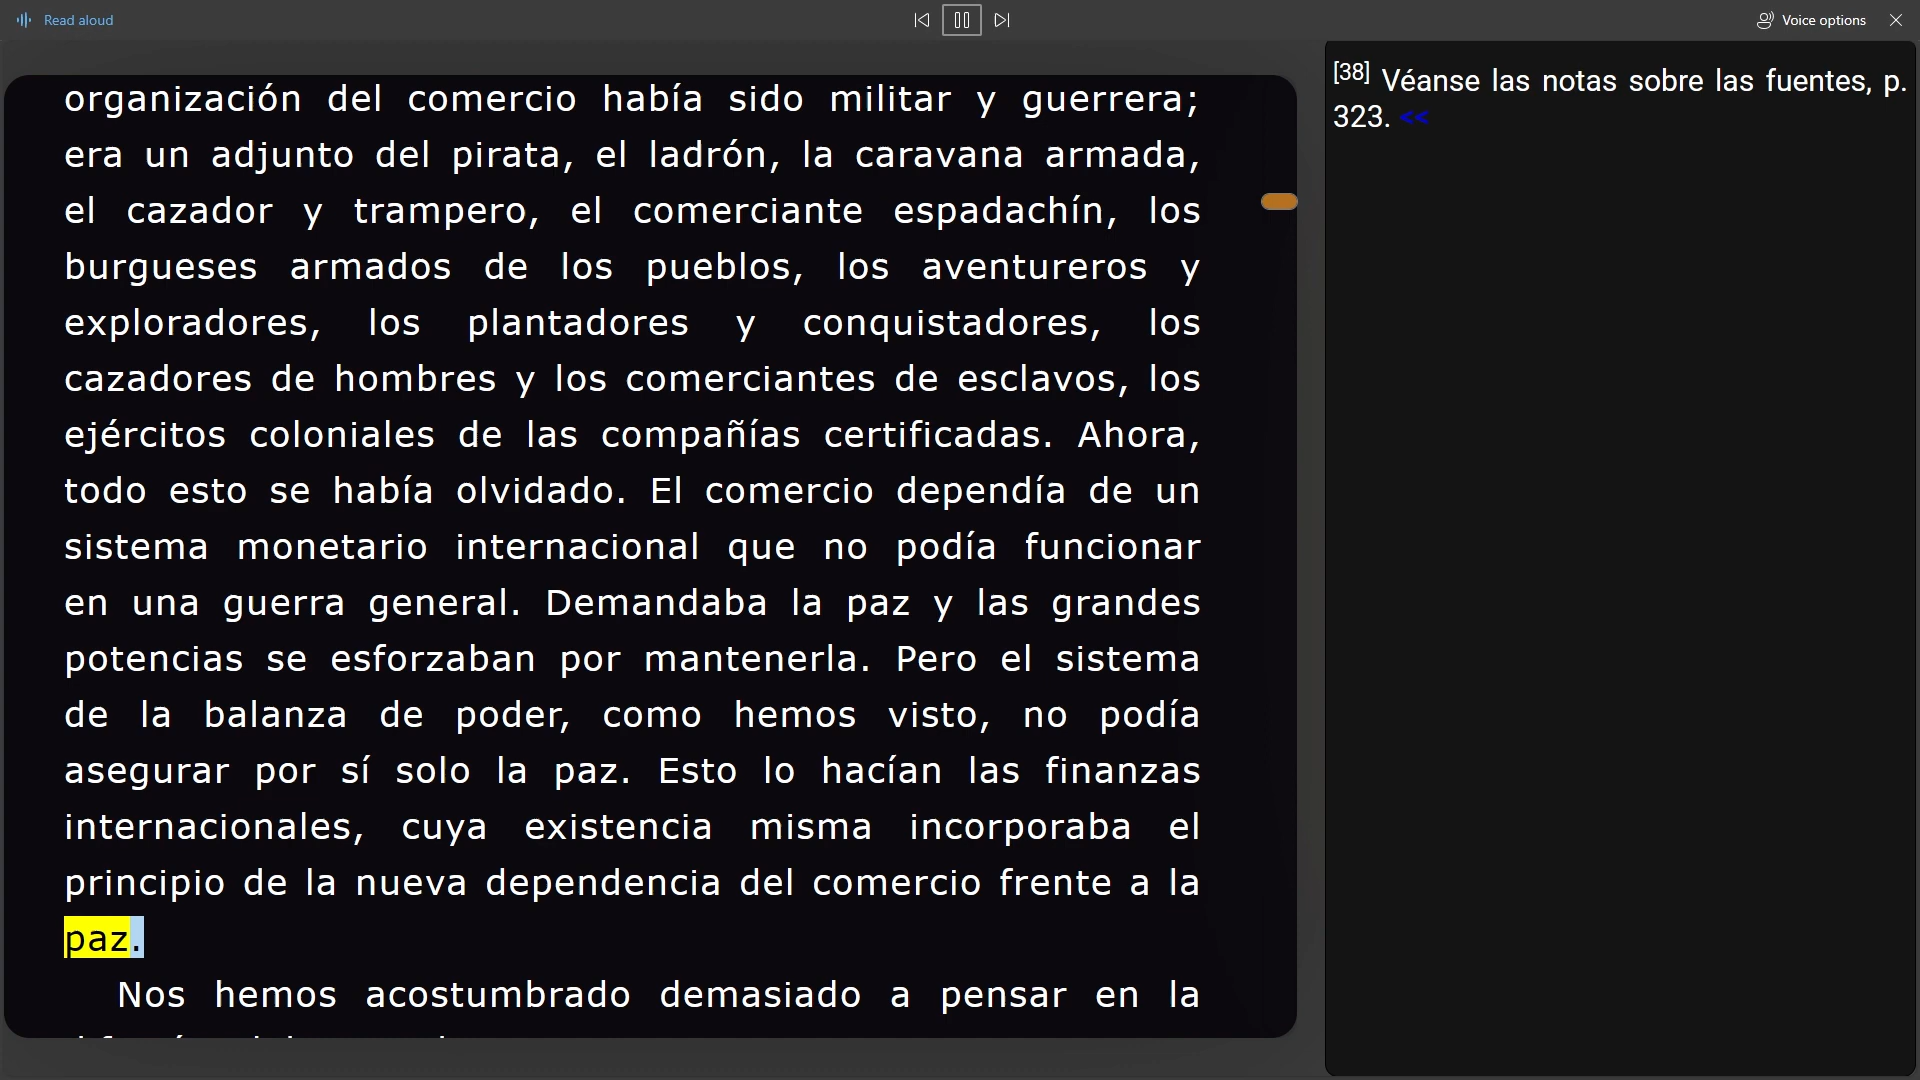 Read aloud
Voice options
organización del comercio había sido militar y guerrera;
era un adjunto del pirata, el ladrón, la caravana armada,
el cazador y trampero, el comerciante espadachín, los
burgueses armados de los pueblos, los aventureros y
exploradores, los plantadores y conquistadores, los
cazadores de hombres y los comerciantes de esclavos, los
ejércitos coloniales de las compañías certificadas. Ahora,
todo esto se había olvidado. El comercio dependía de un
sistema monetario internacional que no podía funcionar
en una guerra general. Demandaba la paz y las grandes
potencias se esforzaban por mantenerla. Pero el sistema
de la balanza de poder, como hemos visto, no podía
asegurar por sí solo la paz. Esto lo hacían las finanzas
internacionales, cuya existencia misma incorporaba el
principio de la nueva dependencia del comercio frente a la
paz.
Nos hemos acostumbrado demasiado a pensar en la
[38] Véanse las notas sobre las fuentes, p.
323. <<